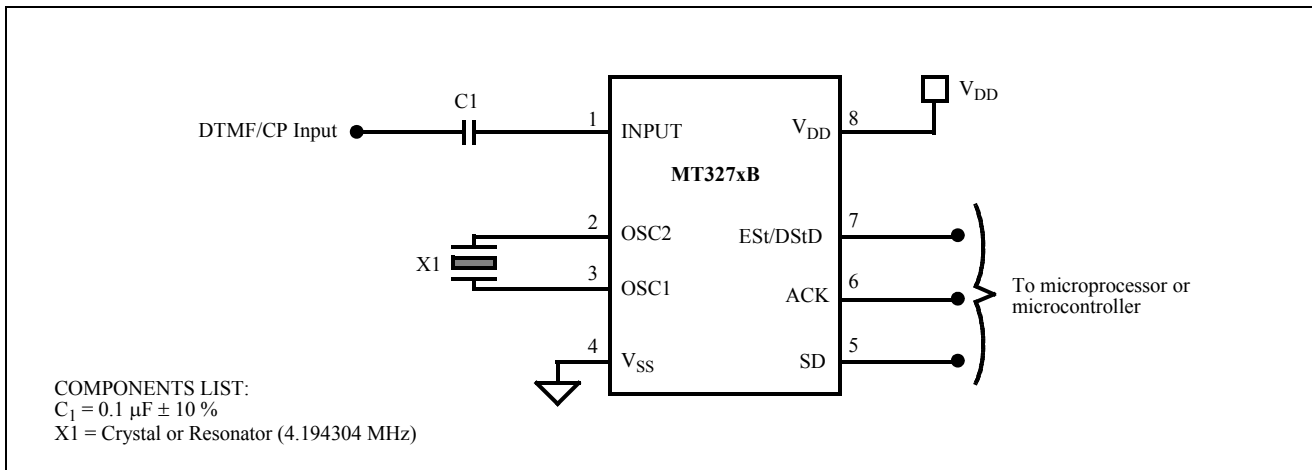 C1
DTMF/CP Input
1
INPUT
V_DD
8
V_DD
MT327xB
2
OSC2
ESt/DStD
7
X1
3
OSC1
ACK
6
To microprocessor or
microcontroller
4
V_SS
SD
5
COMPONENTS LIST:
C_1 = 0.1 μF ± 10 %
X1 = Crystal or Resonator (4.194304 MHz)